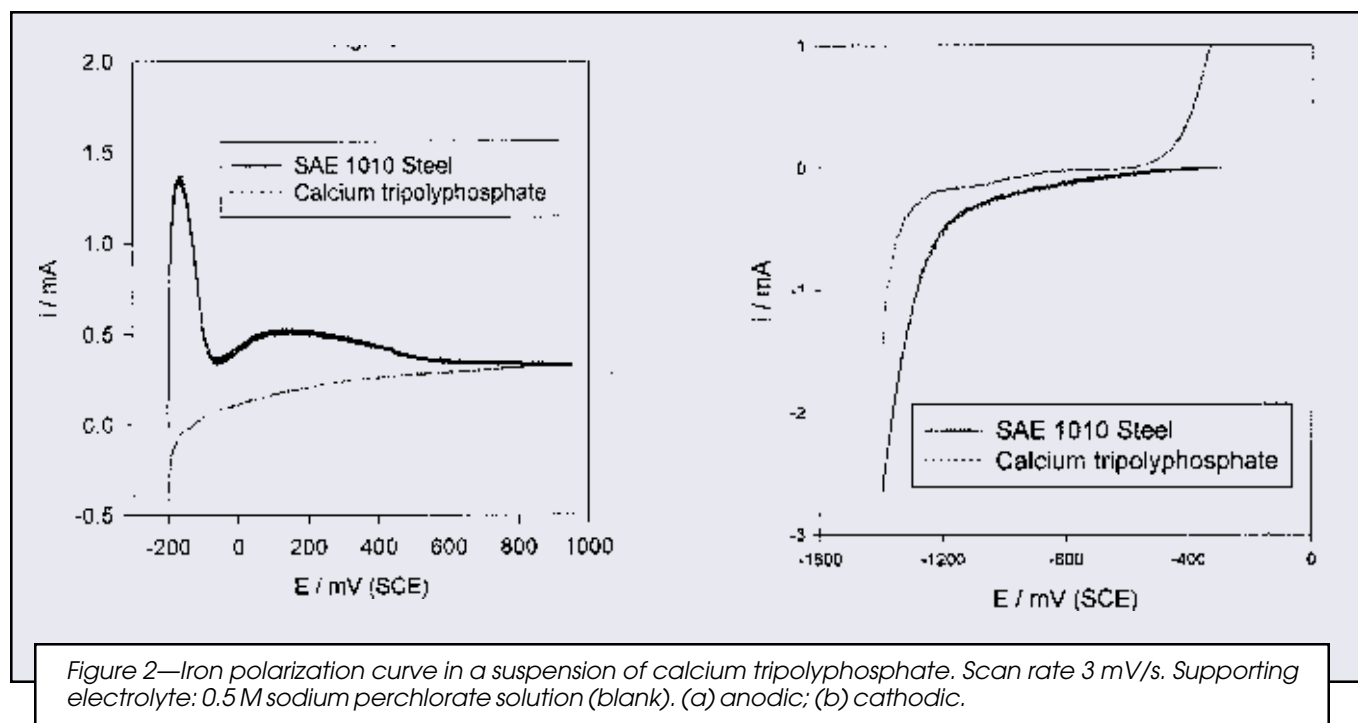 2.0
1.5
1.0
0.5
0.0
-0.5
-200 0 200 400 600 800 1000
i / mA
E / mV (SCE)
SAE 1010 Steel
Calcium tripolyphosphate
1
0
-1
-2
-3
-1600 -1200 -800 -400 0
i / mA
E / mV (SCE)
SAE 1010 Steel
Calcium tripolyphosphate
Figure 2—Iron polarization curve in a suspension of calcium tripolyphosphate. Scan rate 3 mV/s. Supporting
electrolyte: 0.5 M sodium perchlorate solution (blank). (a) anodic; (b) cathodic.